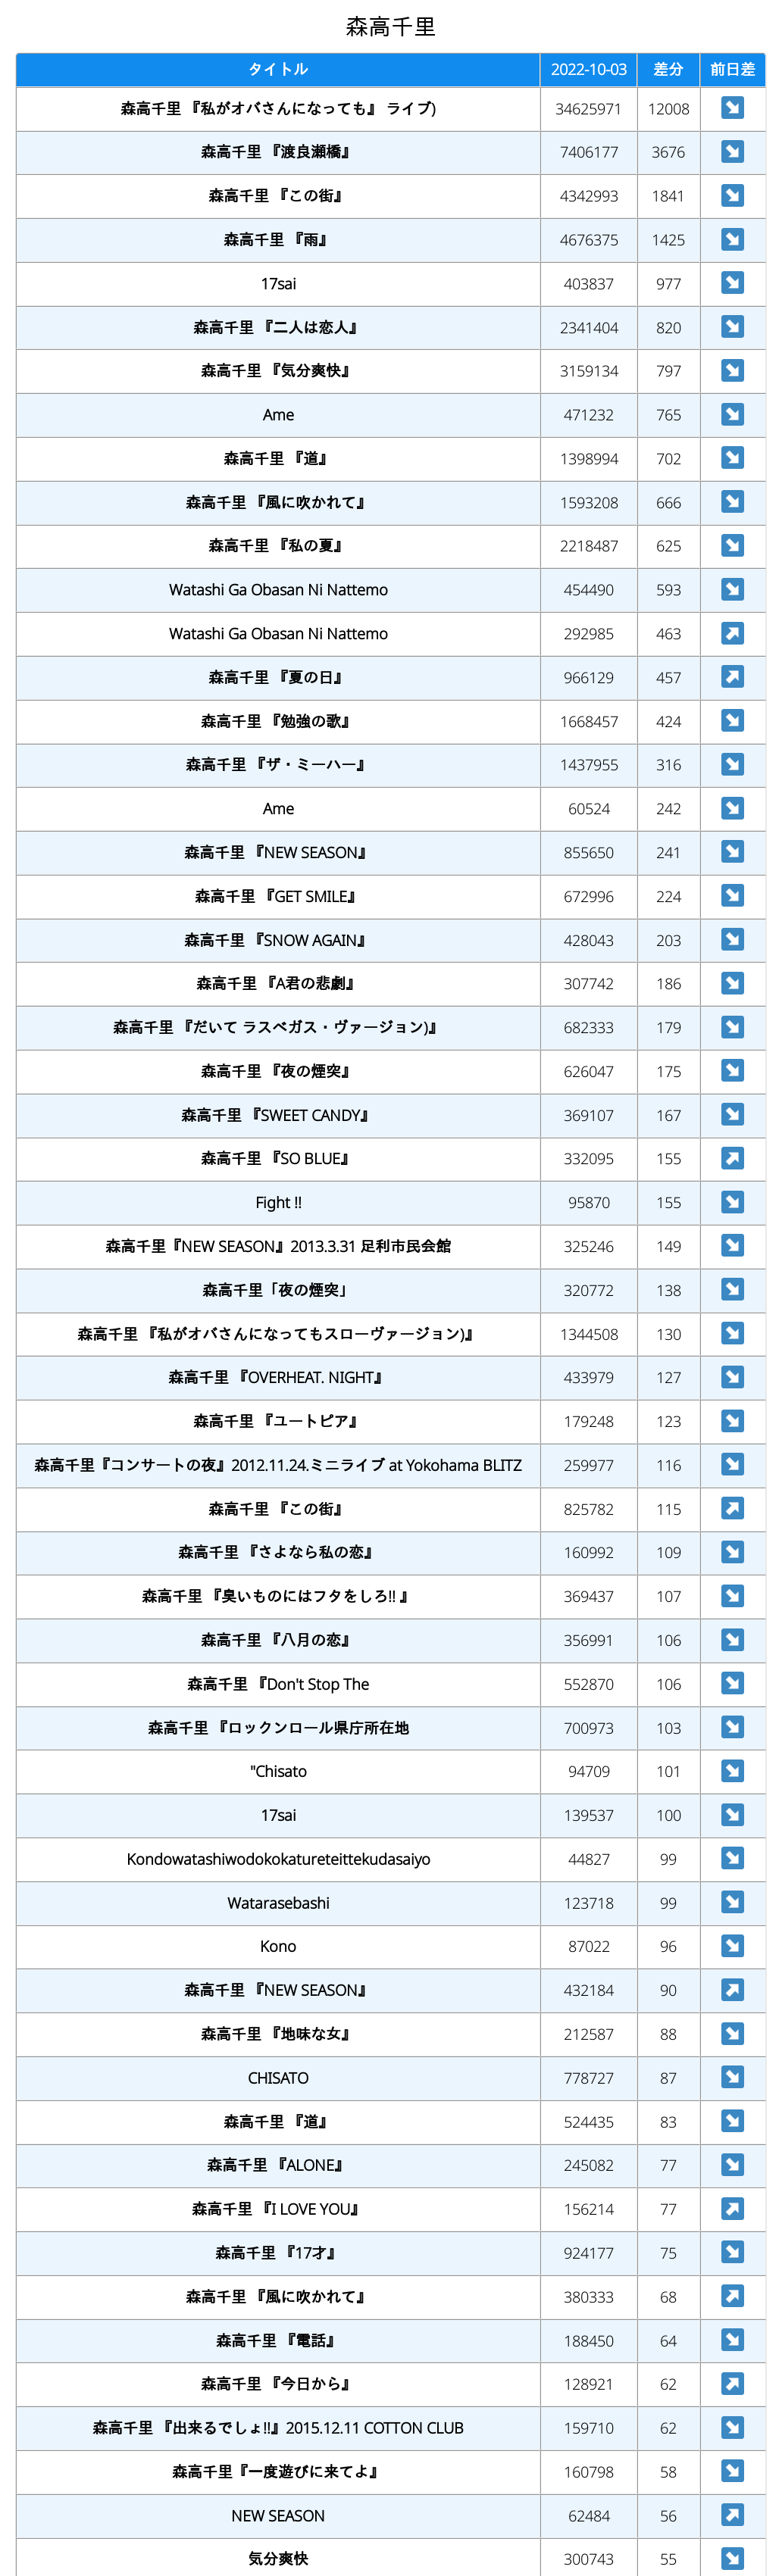 森高千里
タイトル 2022-10-03 差分 前日差
森高千里 『私がオバさんになっても』 ライブ) 34625971 12008
森高千里 『渡良瀬橋』 7406177 3676
森高千里 『この街』 4342993 1841
森高千里 『雨』 4676375 1425
17sai 403837 977
森高千里 『二人は恋人』 2341404 820
森高千里 『気分爽快』 3159134 797
Ame 471232 765
森高千里 『道』 1398994 702
森高千里 『風に吹かれて』 1593208 666
森高千里 『私の夏』 2218487 625
Watashi Ga Obasan Ni Nattemo 454490 593
Watashi Ga Obasan Ni Nattemo 292985 463
森高千里 『夏の日』 966129 457
森高千里 『勉強の歌』 1668457 424
森高千里 『ザ・ミーハー』 1437955 316
Ame 60524 242
森高千里 『NEW SEASON』 855650 241
森高千里 『GET SMILE』 672996 224
森高千里 『SNOW AGAIN』 428043 203
森高千里 『A君の悲劇』 307742 186
森高千里 『だいて ラスベガス・ヴァージョン)』 682333 179
森高千里 『夜の煙突』 626047 175
森高千里 『SWEET CANDY』 369107 167
森高千里 『SO BLUE』 332095 155
Fight !! 95870 155
森高千里『NEW SEASON』2013.3.31 足利市民会館 325246 149
森高千里「夜の煙突」 320772 138
森高千里 『私がオバさんになってもスローヴァージョン)』 1344508 130
森高千里 『OVERHEAT. NIGHT』 433979 127
森高千里 『ユートピア』 179248 123
森高千里『コンサートの夜』2012.11.24.ミニライブ at Yokohama BLITZ 259977 116
森高千里 『この街』 825782 115
森高千里 『さよなら私の恋』 160992 109
森高千里 『臭いものにはフタをしろ!! 』 369437 107
森高千里 『八月の恋』 356991 106
森高千里 『Don't Stop The 552870 106
森高千里 『ロックンロール県庁所在地 700973 103
"Chisato 94709 101
17sai 139537 100
Kondowatashiwodokokatureteittekudasaiyo 44827 99
Watarasebashi 123718 99
Kono 87022 96
森高千里 『NEW SEASON』 432184 90
森高千里 『地味な女』 212587 88
CHISATO 778727 87
森高千里 『道』 524435 83
森高千里 『ALONE』 245082 77
森高千里 『I LOVE YOU』 156214 77
森高千里 『17才』 924177 75
森高千里 『風に吹かれて』 380333 68
森高千里 『電話』 188450 64
森高千里 『今日から』 128921 62
森高千里 『出来るでしょ!!』2015.12.11 COTTON CLUB 159710 62
森高千里『一度遊びに来てよ』 160798 58
NEW SEASON 62484 56
気分爽快 300743 55